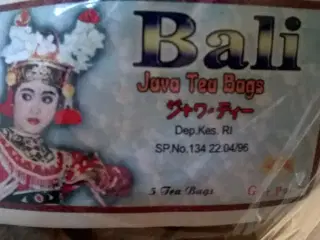 Bali
Java Tea Bags
ジャワ・ティー
Dep.Kes. RI
SP.No.134 22.04/96
5 Tea Bags